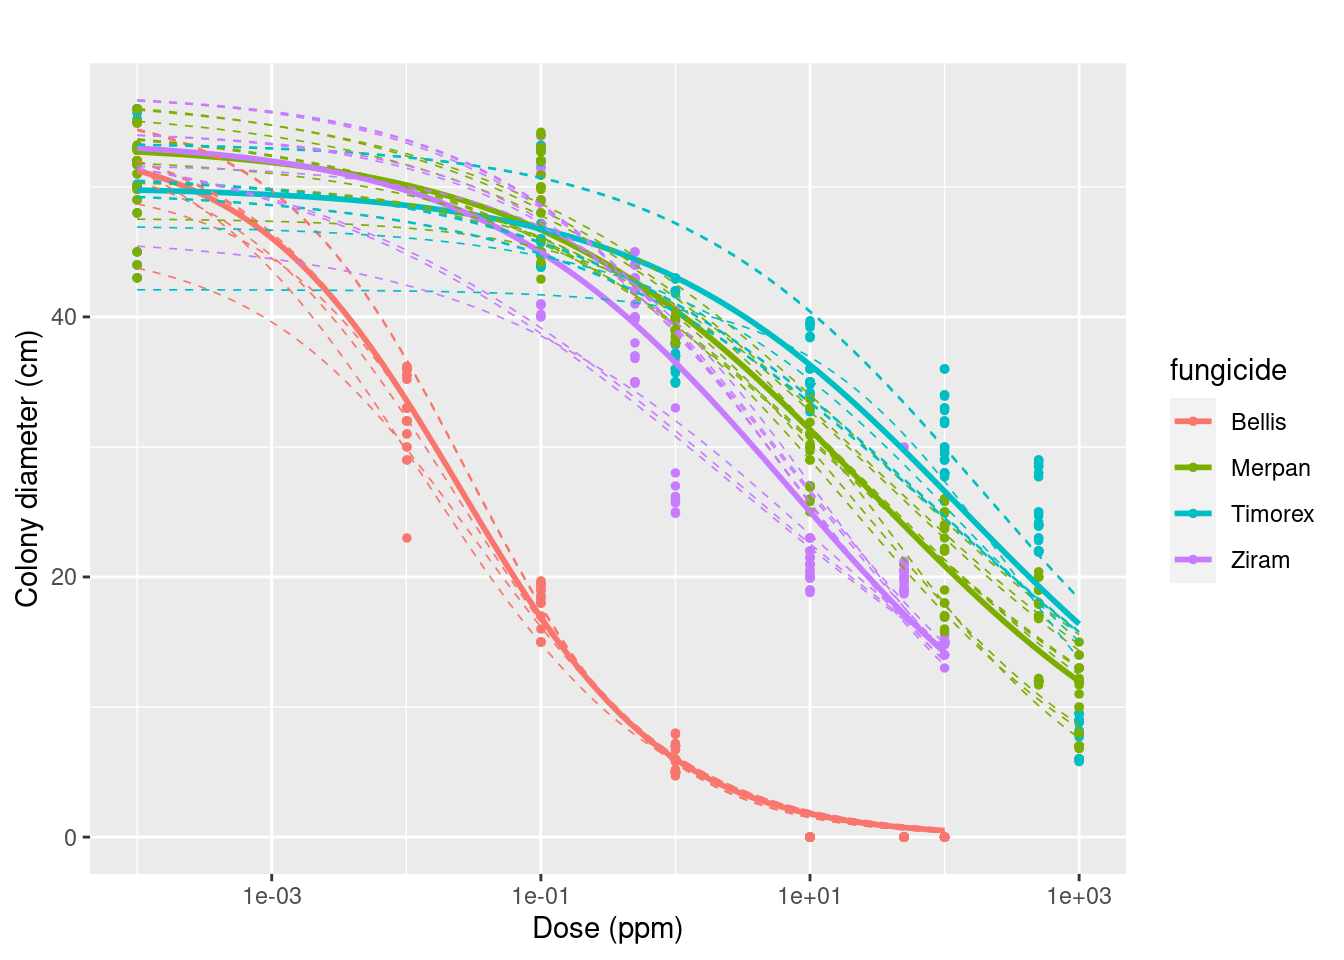 Colony diameter (cm)
40
20
0
1e-03 1e-01 1e+01 1e+03
Dose (ppm)
fungicide
Bellis
Merpan
Timorex
Ziram